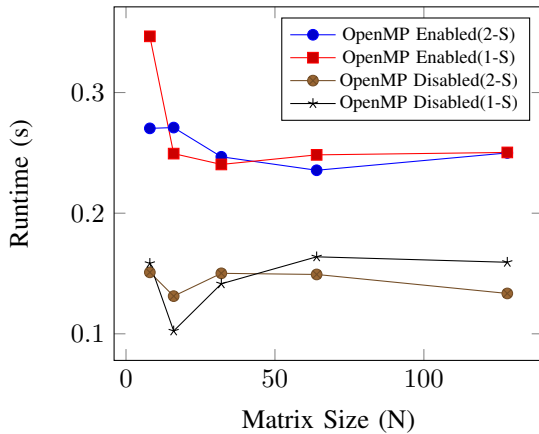 OpenMP Enabled(2-S)
OpenMP Enabled(1-S)
OpenMP Disabled(2-S)
OpenMP Disabled(1-S)
0.3
0.2
0.1
Runtime (s)
0 50 100
Matrix Size (N)